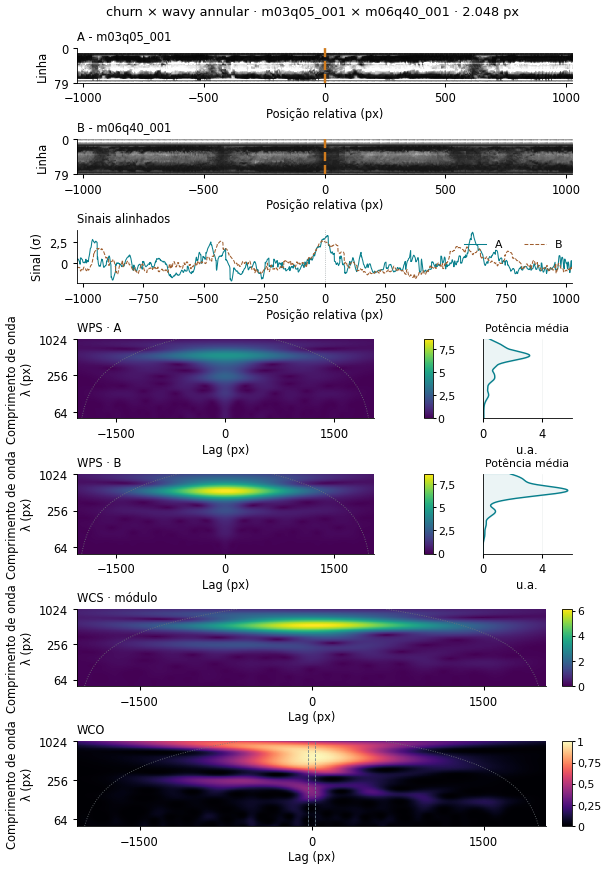 churn × wavy annular · m03q05_001 × m06q40_001 · 2.048 px
A - m03q05_001
0
79
Linha
−1000 −500 0 500 1000
Posição relativa (px)
B - m06q40_001
0
79
Linha
−1000 −500 0 500 1000
Posição relativa (px)
Sinais alinhados
2,5
0
Sinal (σ)
A B
−1000 −750 −500 −250 0 250 500 750 1000
Posição relativa (px)
WPS · A
1024
256
64
Comprimento de onda
λ (px)
−1500 0 1500
Lag (px)
7,5
5
2,5
0
Potência média
0 4
u.a.
WPS · B
1024
256
64
Comprimento de onda
λ (px)
−1500 0 1500
Lag (px)
7,5
5
2,5
0
Potência média
0 4
u.a.
WCS · módulo
1024
256
64
Comprimento de onda
λ (px)
−1500 0 1500
Lag (px)
6
4
2
0
WCO
1024
256
64
Comprimento de onda
λ (px)
−1500 0 1500
Lag (px)
1
0,75
0,5
0,25
0